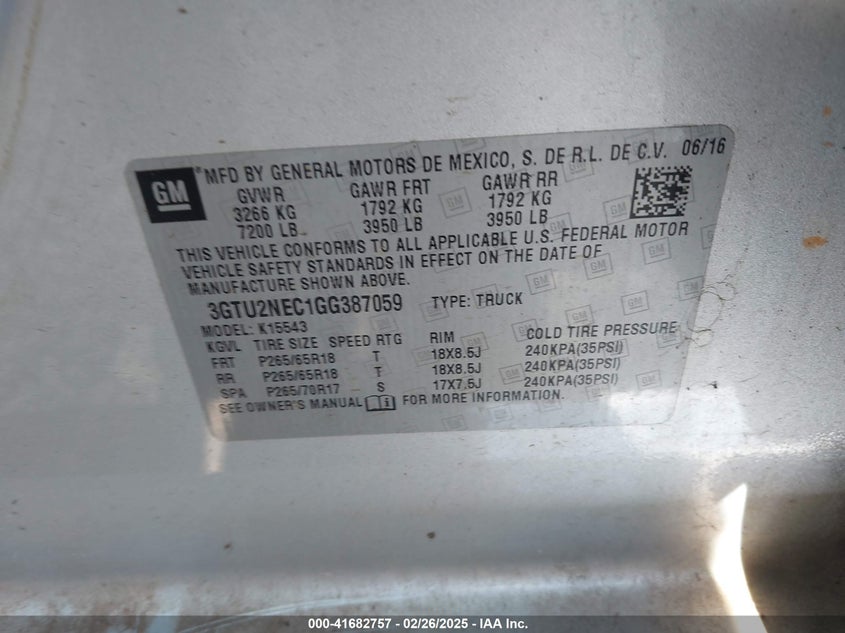 GM
*MFD BY GENERAL MOTORS DE MEXICO, S. DE R.L. DE C.V. 06/16
GVWR GAWR FRT GAWR RR
3266 KG 1792 KG 1792 KG
7200 LB 3950 LB 3950 LB
THIS VEHICLE CONFORMS TO ALL APPLICABLE U.S. FEDERAL MOTOR
VEHICLE SAFETY STANDARDS IN EFFECT ON THE DATE OF
MANUFACTURE SHOWN ABOVE.
3GTU2NEC1GG387059 TYPE: TRUCK
MODEL: K15543
KGVL TIRE SIZE SPEED RTG RIM COLD TIRE PRESSURE
FRT P265/65R18 T 18X8.5J 240KPA(35PSI)
RR P265/65R18 T 18X8.5J 240KPA(35PSI)
SPA P265/70R17 S 17X7.5J 240KPA(35PSI)
SEE OWNER'S MANUAL FOR MORE INFORMATION.
000-41682757 - 02/26/2025 - IAA Inc.